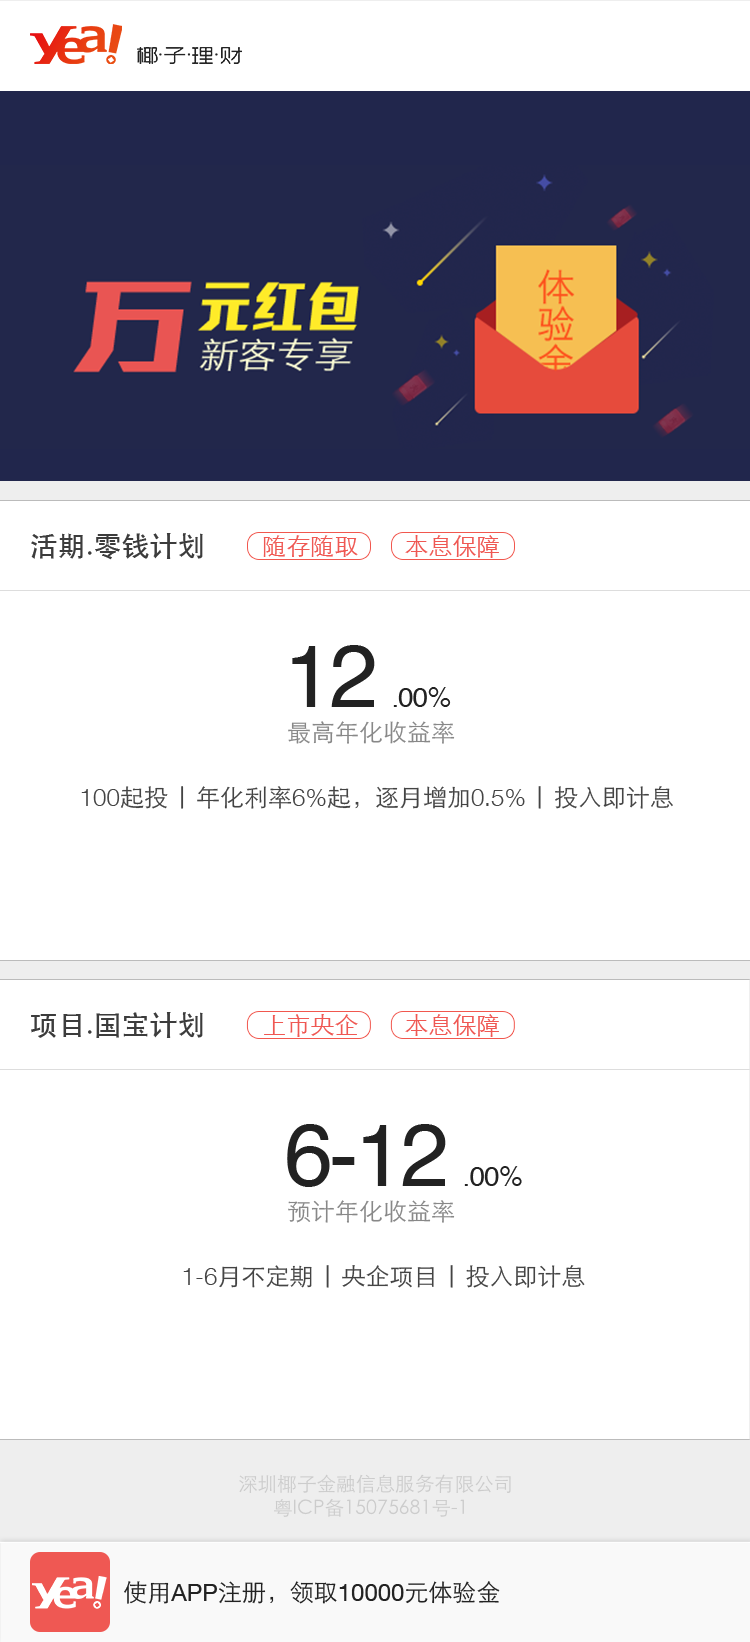 yea! 椰·子·理·财
万元红包
新客专享
体验金
活期.零钱计划 随存随取 本息保障
12.00%
最高年化收益率
100起投 | 年化利率6%起，逐月增加0.5% | 投入即计息
项目.国宝计划 上市央企 本息保障
6-12.00%
预计年化收益率
1-6月不定期 | 央企项目 | 投入即计息
深圳椰子金融信息服务有限公司
粤ICP备15075681号-1
yea! 使用APP注册，领取10000元体验金